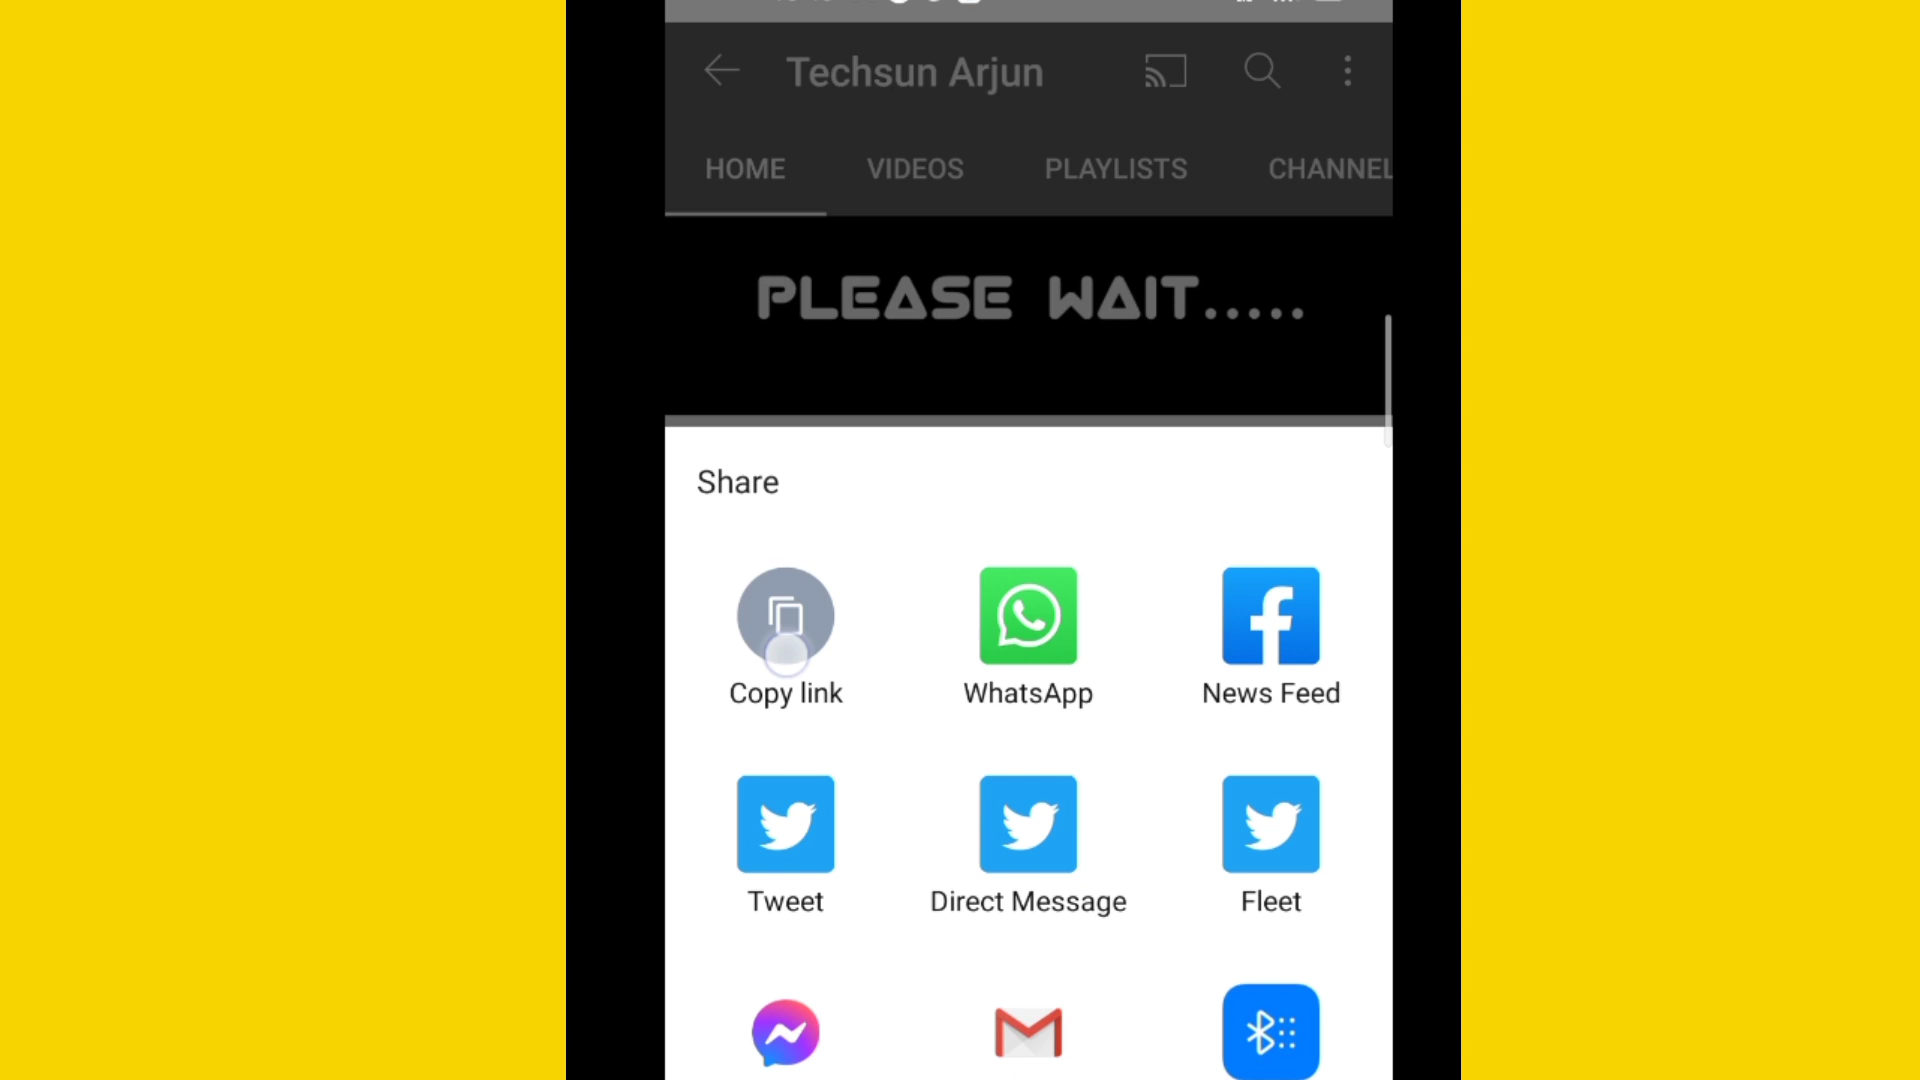 Techsun Arjun
HOME VIDEOS PLAYLISTS CHANNEL
PLEASE WAIT.....
Share
Copy link WhatsApp News Feed
Tweet Direct Message Fleet